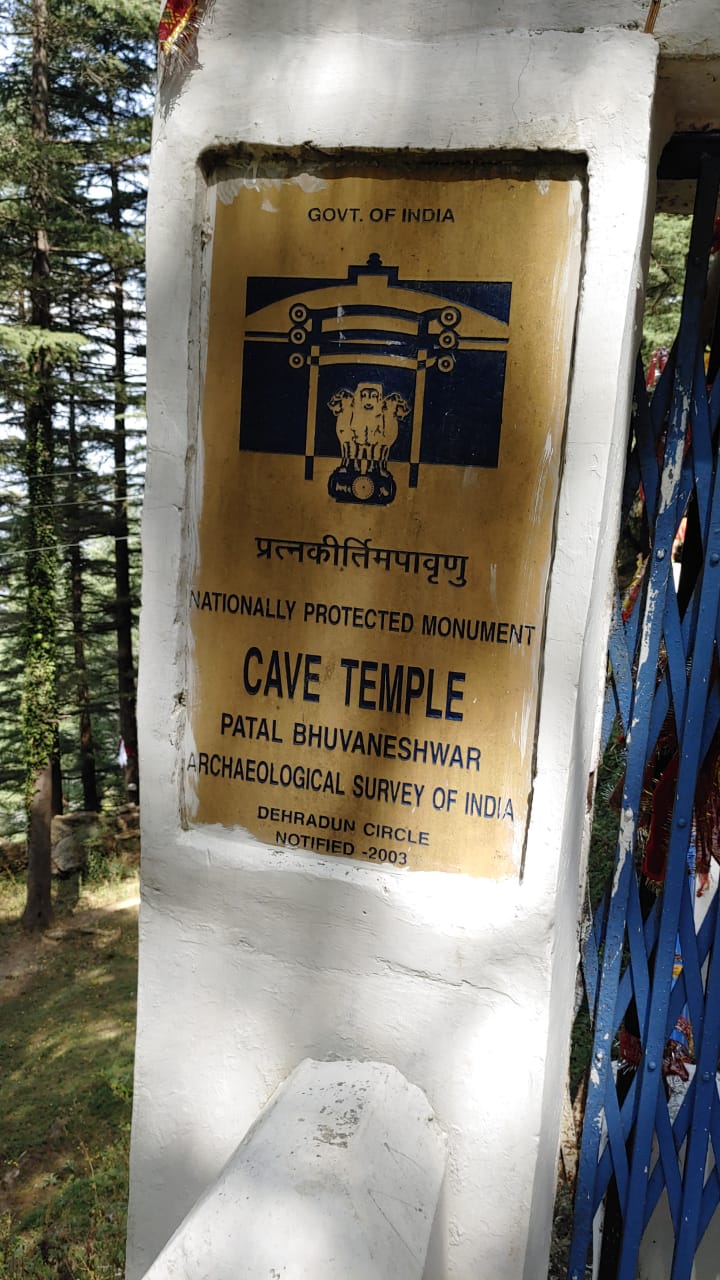 GOVT. OF INDIA
प्रत्नकीर्तिमपावृणु
NATIONALLY PROTECTED MONUMENT
CAVE TEMPLE
PATAL BHUVANESHWAR
ARCHAEOLOGICAL SURVEY OF INDIA
DEHRADUN CIRCLE
NOTIFIED -2003